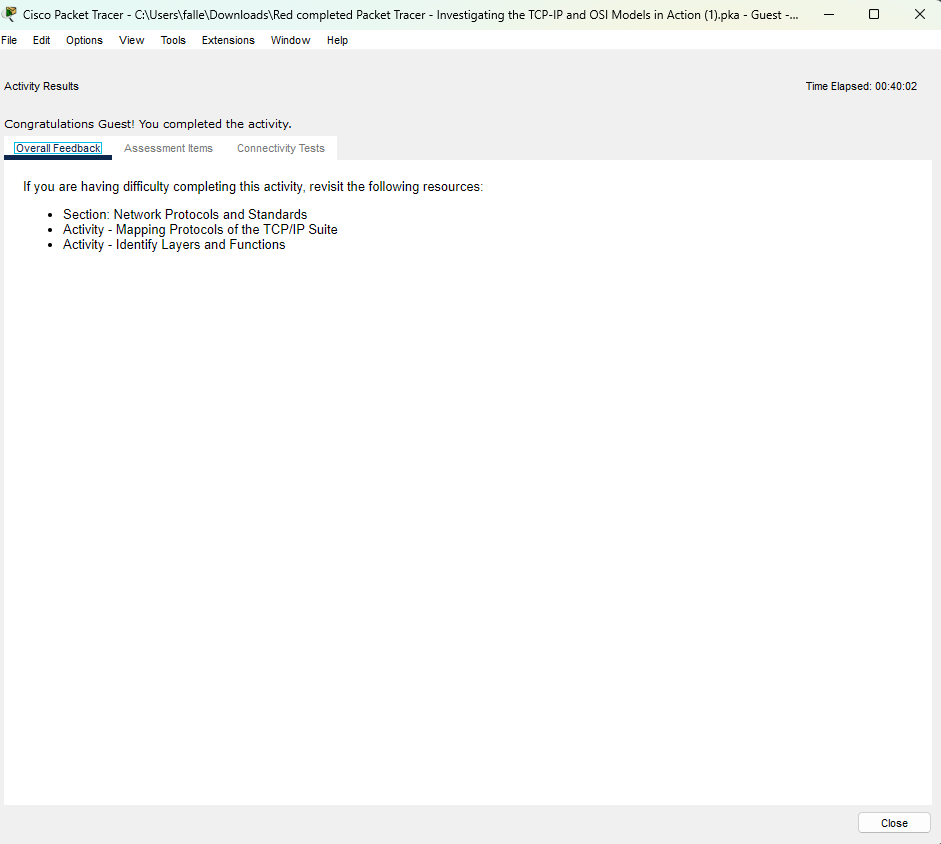 Cisco Packet Tracer - C:\Users\falle\Downloads\Red completed Packet Tracer - Investigating the TCP-IP and OSI Models in Action (1).pka - Guest -...
File Edit Options View Tools Extensions Window Help
Activity Results Time Elapsed: 00:40:02
Congratulations Guest! You completed the activity.
Overall Feedback Assessment Items Connectivity Tests
If you are having difficulty completing this activity, revisit the following resources:
• Section: Network Protocols and Standards
• Activity - Mapping Protocols of the TCP/IP Suite
• Activity - Identify Layers and Functions
Close